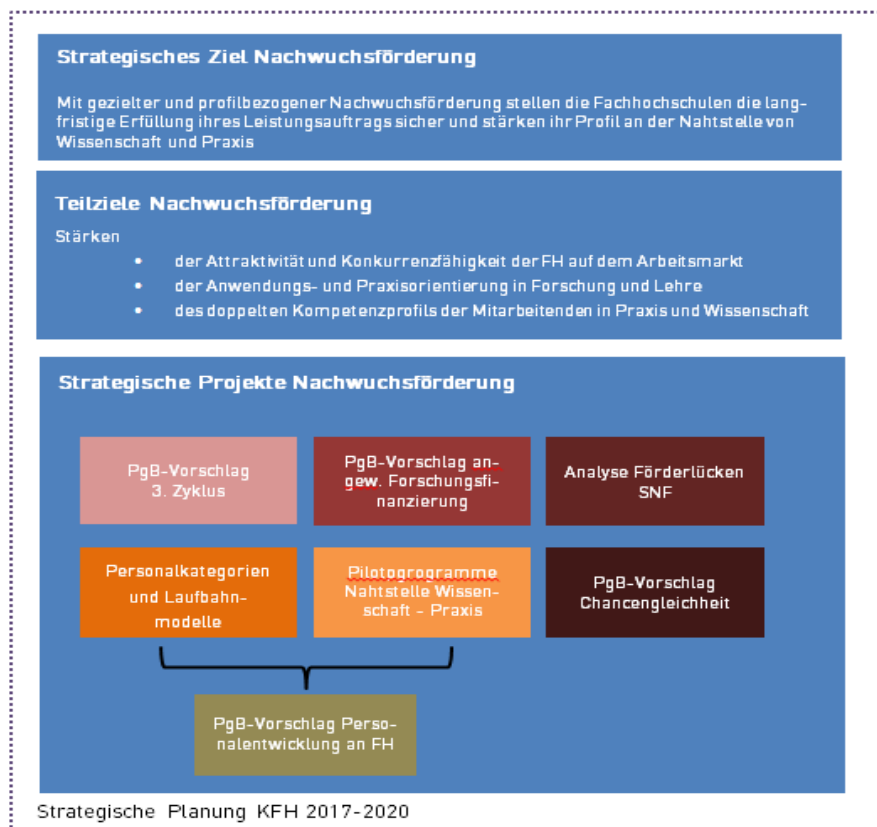 Strategisches Ziel Nachwuchsförderung
Mit gezielter und profilbezogener Nachwuchsförderung stellen die Fachhochschulen die lang-
fristige Erfüllung ihres Leistungsauftrags sicher und stärken ihr Profil an der Nahtstelle von
Wissenschaft und Praxis
Teilziele Nachwuchsförderung
Stärken
• der Attraktivität und Konkurrenzfähigkeit der FH auf dem Arbeitsmarkt
• der Anwendungs- und Praxisorientierung in Forschung und Lehre
• des doppelten Kompetenzprofils der Mitarbeitenden in Praxis und Wissenschaft
Strategische Projekte Nachwuchsförderung
PgB-Vorschlag
3. Zyklus
PgB-Vorschlag an-
gew. Forschungsfi-
nanzierung
Analyse Förderlücken
SNF
Personalkategorien
und Laufbahn-
modelle
Pilotpogrogramme
Nahtstelle Wissen-
schaft - Praxis
PgB-Vorschlag
Chancengleichheit
PgB-Vorschlag Perso-
nalentwicklung an FH
Strategische Planung KFH 2017-2020